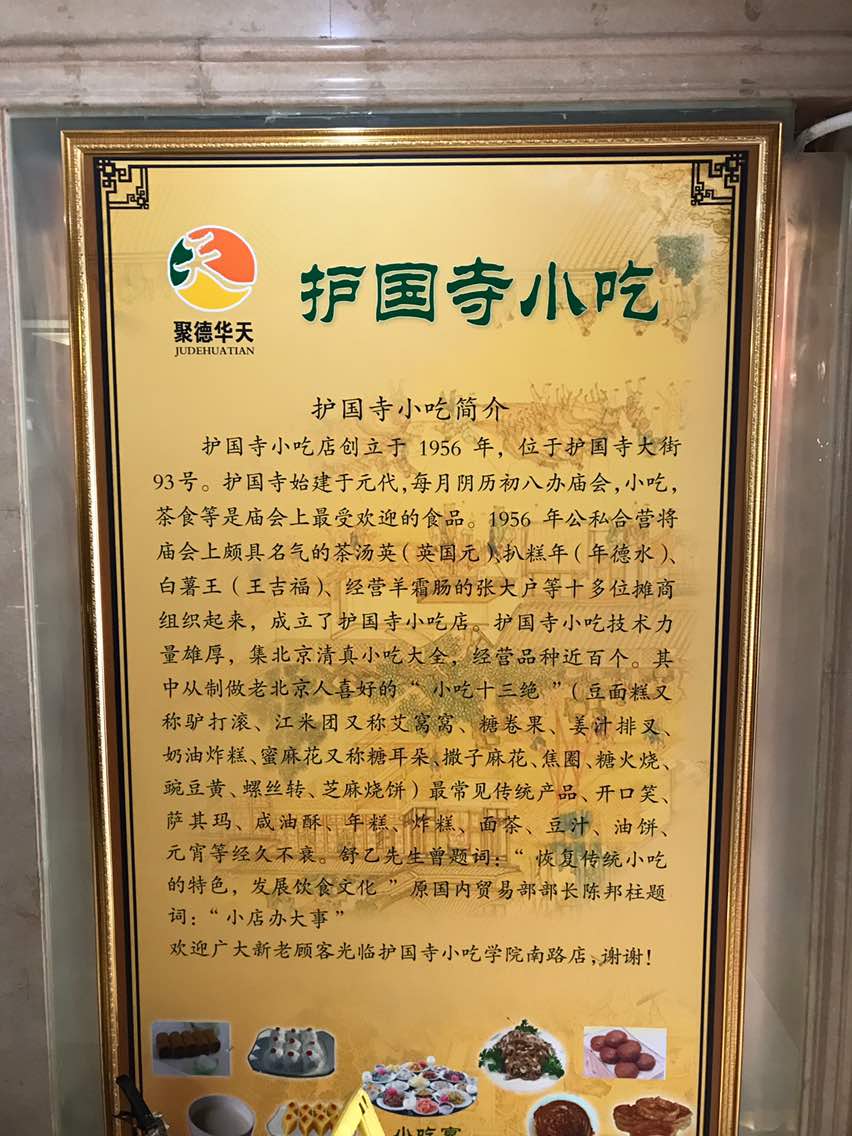 护国寺小吃
聚德华天
JUDEHUATIAN
护国寺小吃简介
护国寺小吃店创立于 1956 年，位于护国寺大街
93号。护国寺始建于元代,每月阴历初八办庙会,小吃,
茶食等是庙会上最受欢迎的食品。1956 年公私合营将
庙会上颇具名气的茶汤英(英国元)、扒糕年(年德水)、
白薯王(王吉福)、经营羊霜肠的张大户等十多位摊商
组织起来，成立了护国寺小吃店。护国寺小吃技术力
量雄厚，集北京清真小吃大全，经营品种近百个。其
中从制做老北京人喜好的“ 小吃十三绝 ”(豆面糕又
称驴打滚、江米团又称艾窝窝、糖卷果、姜汁排叉、
奶油炸糕、蜜麻花又称糖耳朵、撒子麻花、焦圈、糖火烧、
豌豆黄、螺丝转、芝麻烧饼)最常见传统产品、开口笑、
萨其玛、咸油酥、年糕、炸糕、面茶、豆汁、油饼、
元宵等经久不衰。舒乙先生曾题词：“ 恢复传统小吃
的特色，发展饮食文化 ”原国内贸易部部长陈邦柱题
词：“小店办大事”
欢迎广大新老顾客光临护国寺小吃学院南路店,谢谢!
小吃宴